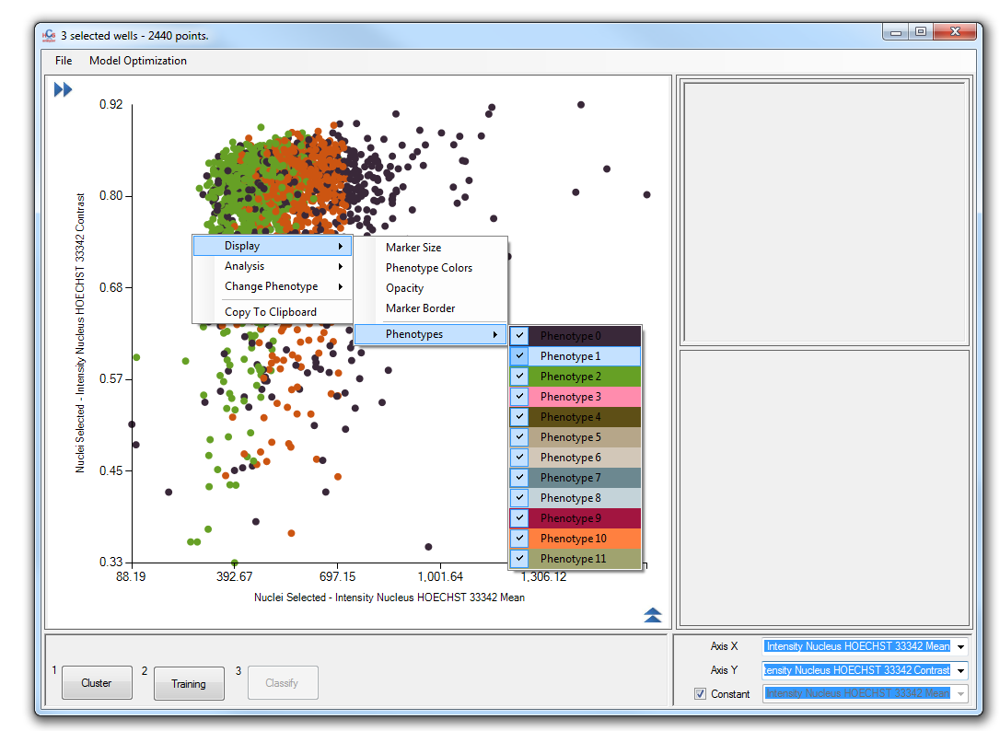 3 selected wells - 2440 points.
File Model Optimization
0.92
0.80
0.68
0.57
0.45
0.33
Nuclei Selected - Intensity Nucleus HOECHST 33342 Contrast
88.19 392.67 697.15 1,001.64 1,306.12
Nuclei Selected - Intensity Nucleus HOECHST 33342 Mean
Display
Analysis
Change Phenotype
Copy To Clipboard
Marker Size
Phenotype Colors
Opacity
Marker Border
Phenotypes
Phenotype 0
Phenotype 1
Phenotype 2
Phenotype 3
Phenotype 4
Phenotype 5
Phenotype 6
Phenotype 7
Phenotype 8
Phenotype 9
Phenotype 10
Phenotype 11
1 Cluster 2 Training 3 Classify
Axis X Intensity Nucleus HOECHST 33342 Mean
Axis Y tensity Nucleus HOECHST 33342 Contrast
Constant Intensity Nucleus HOECHST 33342 Mean